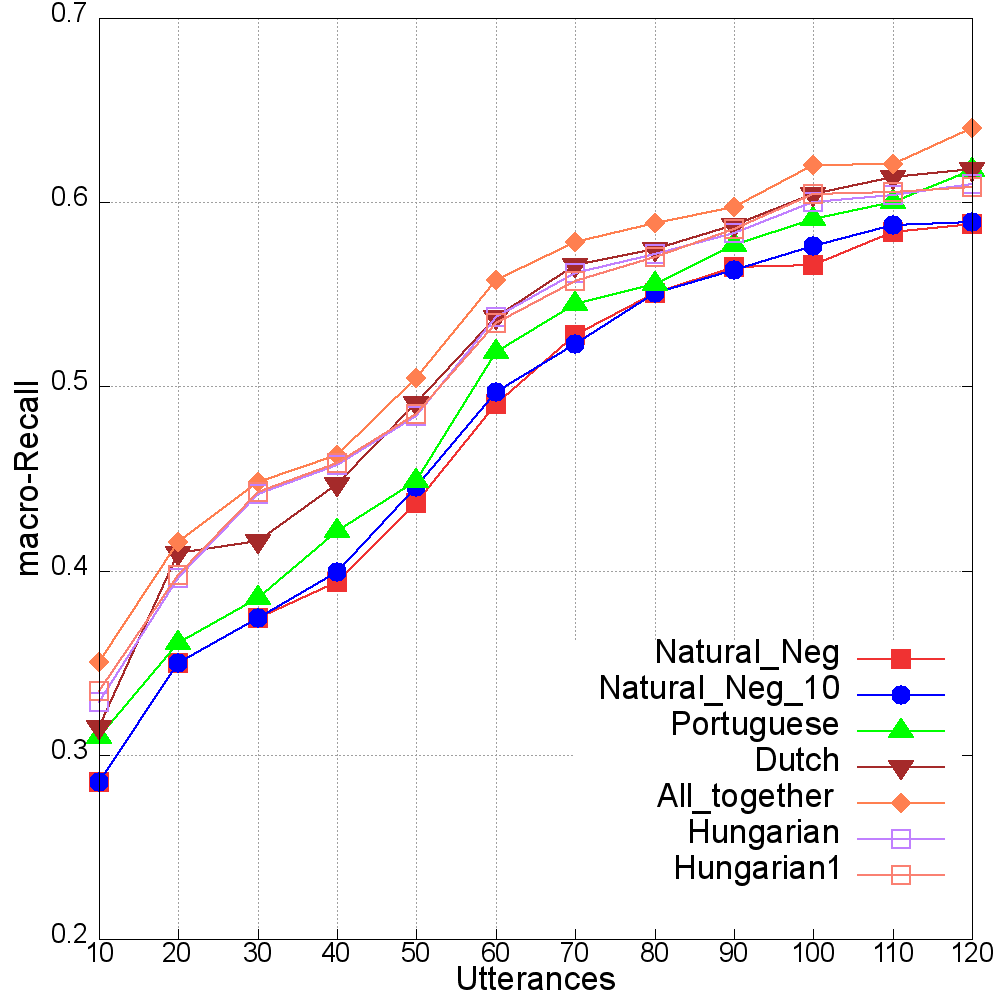 0.7
0.6
0.5
0.4
0.3
0.2
macro-Recall
Natural_Neg
Natural_Neg_10
Portuguese
Dutch
All_together
Hungarian
Hungarian1
10 20 30 40 50 60 70 80 90 100 110 120
Utterances